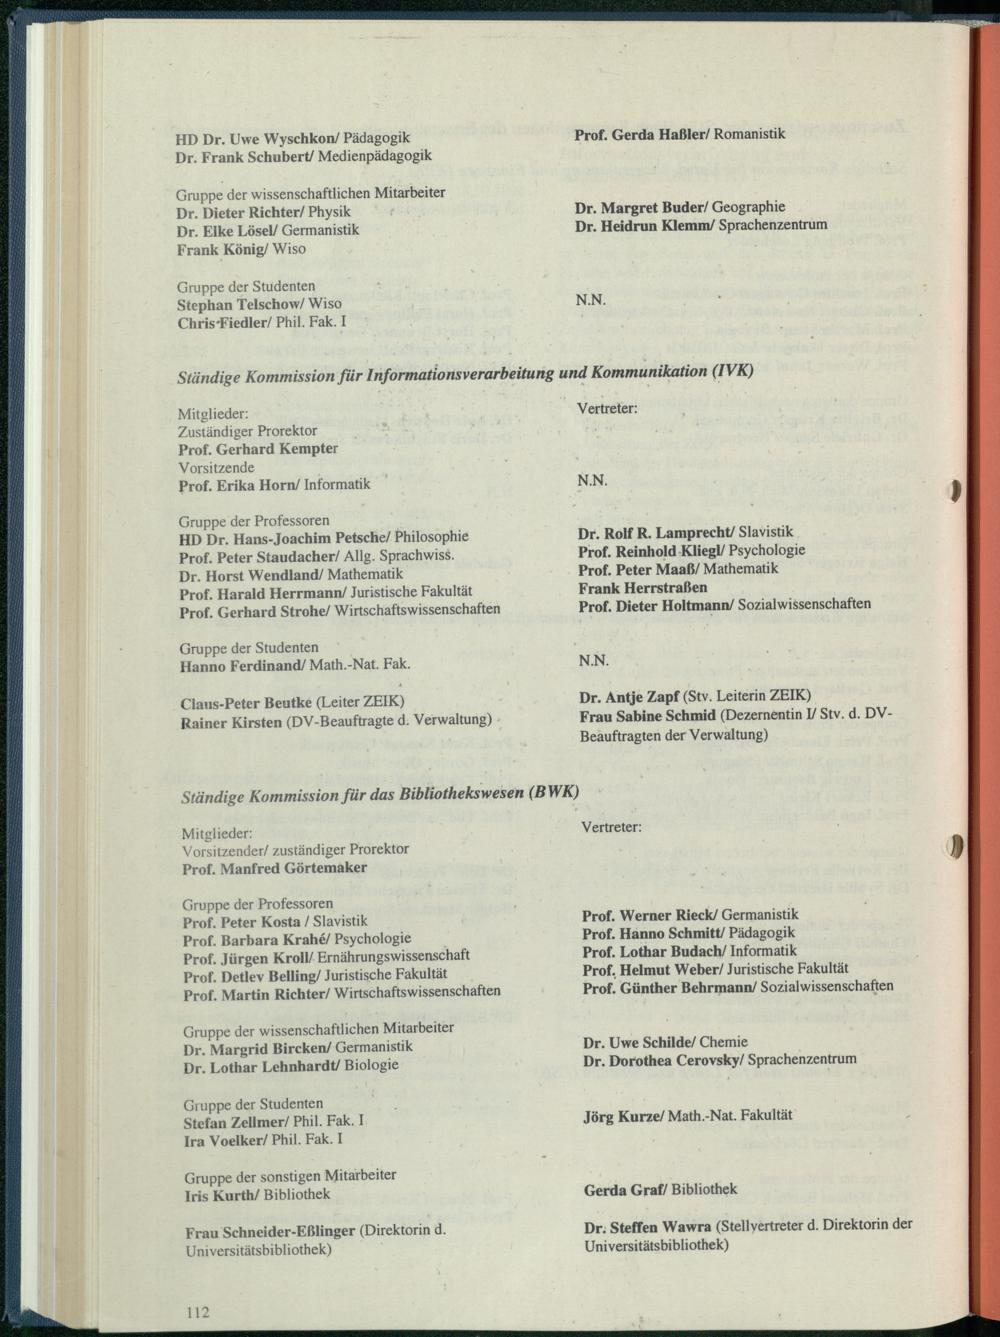 HD Dr. Uwe Wyschkon/ Pädagogik
Dr. Frank Schubert/ Medienpädagogik
Prof. Gerda Haßler/ Romanistik
Gruppe der wissenschaftlichen Mitarbeiter
Dr. Dieter Richter/ Physik
Dr. Elke Lösel/ Germanistik
Frank König/ Wiso
Dr. Margret Buder/ Geographie
Dr. Heidrun Klemm/ Sprachenzentrum
Gruppe der Studenten
Stephan Telschow/ Wiso
Chris Fiedler/ Phil. Fak. I
N.N.
Ständige Kommission für Informationsverarbeitung und Kommunikation (IVK)
Mitglieder:
Zuständiger Prorektor
Prof. Gerhard Kempter
Vorsitzende
Prof. Erika Horn/ Informatik
Vertreter:
N.N.
Gruppe der Professoren
HD Dr. Hans-Joachim Petsche/ Philosophie
Prof. Peter Staudacher/ Allg. Sprachwiss.
Dr. Horst Wendland/ Mathematik
Prof. Harald Herrmann/ Juristische Fakultät
Prof. Gerhard Strohe/ Wirtschaftswissenschaften
Dr. Rolf R. Lamprecht/ Slavistik
Prof. Reinhold Kliegl/ Psychologie
Prof. Peter Maaß/ Mathematik
Frank Herrstraßen
Prof. Dieter Holtmann/ Sozialwissenschaften
Gruppe der Studenten
Hanno Ferdinand/ Math.-Nat. Fak.
N.N.
Claus-Peter Beutke (Leiter ZEIK)
Rainer Kirsten (DV-Beauftragte d. Verwaltung)
Dr. Antje Zapf (Stv. Leiterin ZEIK)
Frau Sabine Schmid (Dezernentin I/ Stv. d. DV-
Beauftragten der Verwaltung)
Ständige Kommission für das Bibliothekswesen (BWK)
Mitglieder:
Vorsitzender/ zuständiger Prorektor
Prof. Manfred Görtemaker
Vertreter:
Gruppe der Professoren
Prof. Peter Kosta / Slavistik
Prof. Barbara Krahé/ Psychologie
Prof. Jürgen Kroll/ Ernährungswissenschaft
Prof. Detlev Belling/ Juristische Fakultät
Prof. Martin Richter/ Wirtschaftswissenschaften
Prof. Werner Rieck/ Germanistik
Prof. Hanno Schmitt/ Pädagogik
Prof. Lothar Budach/ Informatik
Prof. Helmut Weber/ Juristische Fakultät
Prof. Günther Behrmann/ Sozialwissenschaften
Gruppe der wissenschaftlichen Mitarbeiter
Dr. Margrid Bircken/ Germanistik
Dr. Lothar Lehnhardt/ Biologie
Dr. Uwe Schilde/ Chemie
Dr. Dorothea Cerovsky/ Sprachenzentrum
Gruppe der Studenten
Stefan Zellmer/ Phil. Fak. I
Ira Voelker/ Phil. Fak. I
Jörg Kurze/ Math.-Nat. Fakultät
Gruppe der sonstigen Mitarbeiter
Iris Kurth/ Bibliothek
Gerda Graf/ Bibliothek
Frau Schneider-Eßlinger (Direktorin d.
Universitätsbibliothek)
Dr. Steffen Wawra (Stellvertreter d. Direktorin der
Universitätsbibliothek)
112